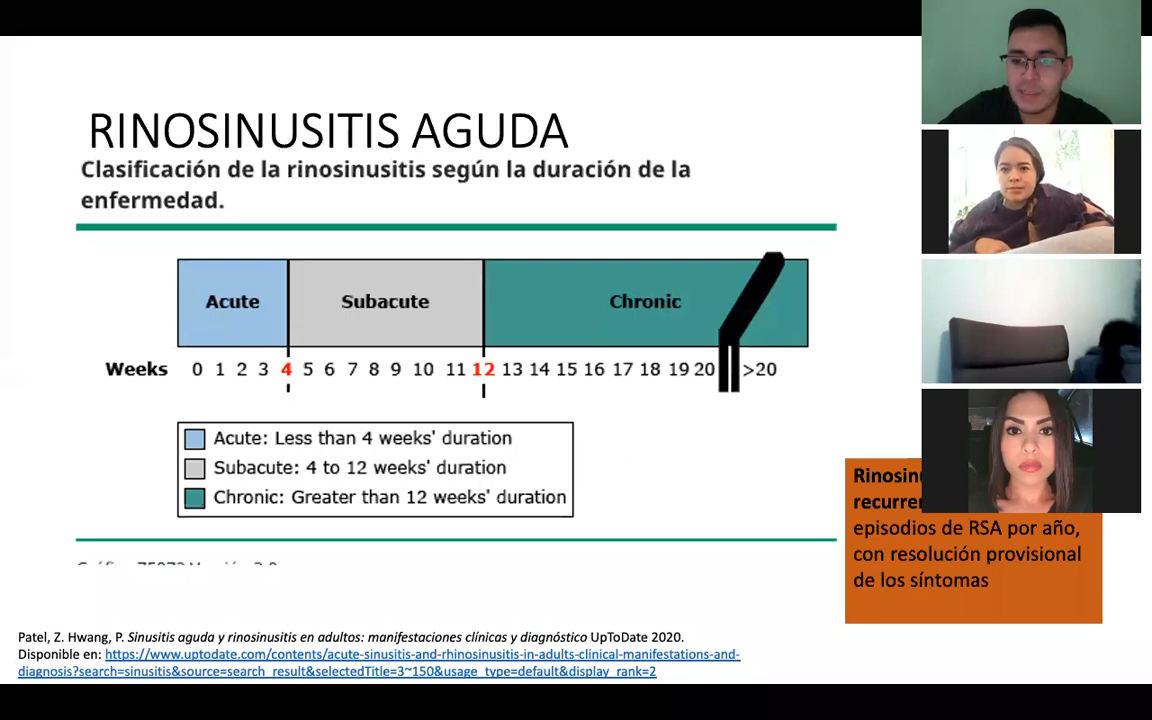 RINOSINUSITIS AGUDA
Clasificación de la rinosinusitis según la duración de la
enfermedad.
Acute
Subacute
Chronic
Weeks 0 1 2 3 4 5 6 7 8 9 10 11 12 13 14 15 16 17 18 19 20 >20
Acute: Less than 4 weeks' duration
Subacute: 4 to 12 weeks' duration
Chronic: Greater than 12 weeks' duration
episodios de RSA por año,
con resolución provisional
de los síntomas
Patel, Z. Hwang, P. Sinusitis aguda y rinosinusitis en adultos: manifestaciones clínicas y diagnóstico UpToDate 2020.
Disponible en: https://www.uptodate.com/contents/acute-sinusitis-and-rhinosinusitis-in-adults-clinical-manifestations-and-
diagnosis?search=sinusitis&source=search_result&selectedTitle=3~150&usage_type=default&display_rank=2